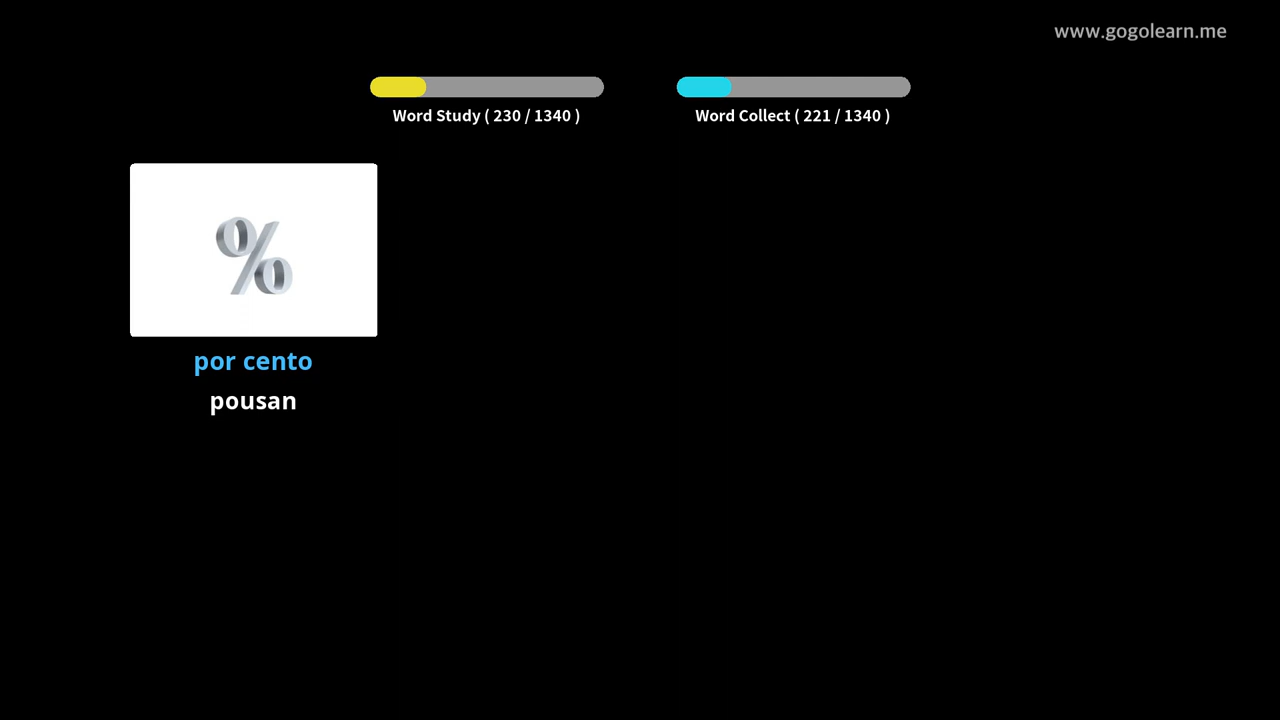 www.gogolearn.me
Word Study ( 230 / 1340 )
Word Collect ( 221 / 1340 )
%
por cento
pousan